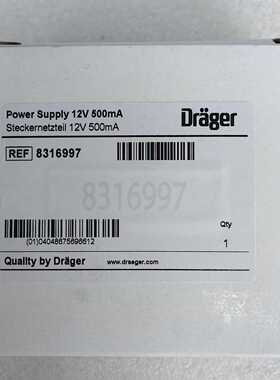 Dräger
Power Supply 12V 500mA
Steckernetzteil 12V 500mA
REF 8316997
8316997
Qty
1
(01)04048675696612
Quality by Dräger
www.draeger.com